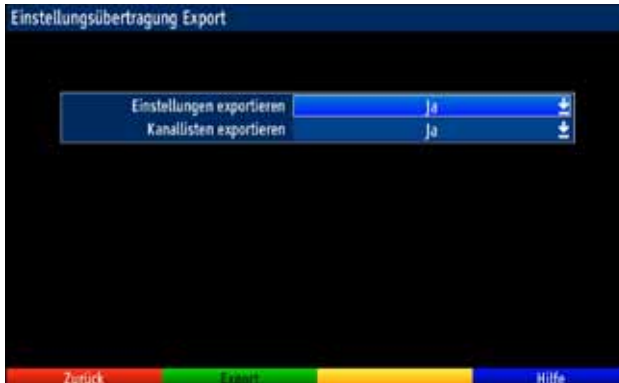 Einstellungsübertragung Export
Einstellungen exportieren Ja
Kanallisten exportieren Ja
Zurück Export Hilfe